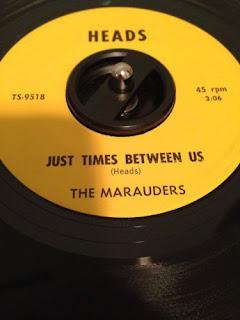 HEADS
TS-9518
45 rpm
3:06
JUST TIMES BETWEEN US
(Heads)
THE MARAUDERS